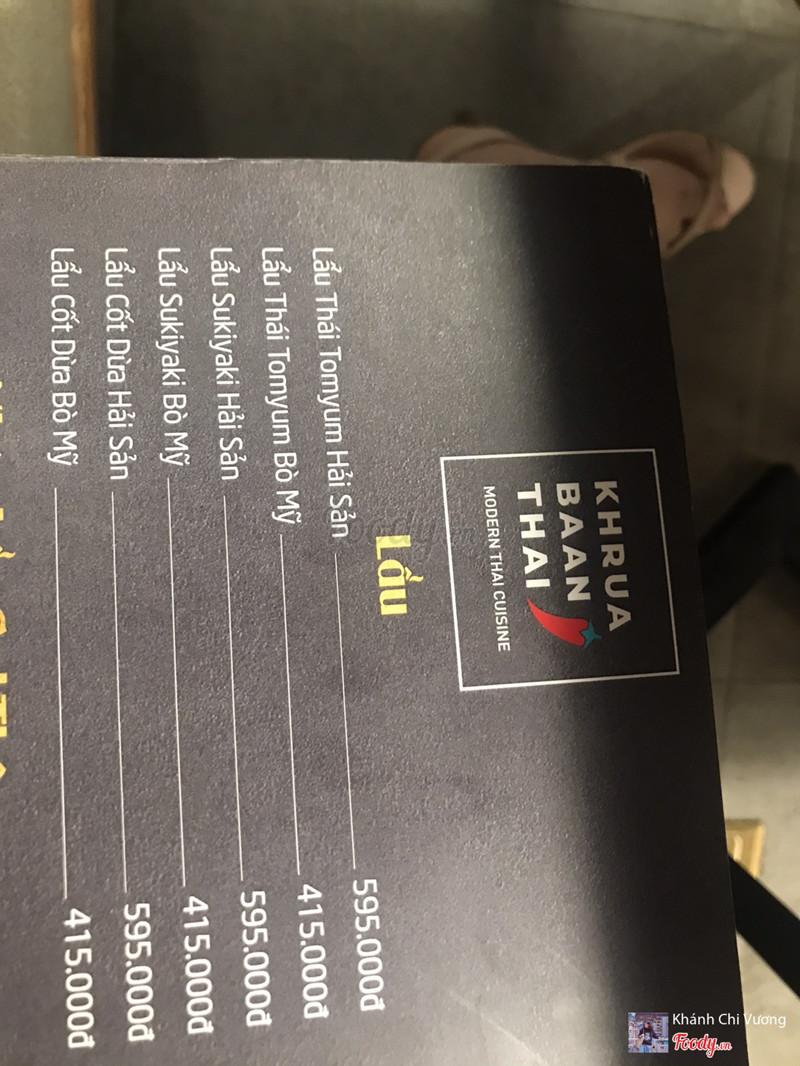 KHRUA
BAAN
THAI
MODERN THAI CUISINE
Lẩu
Lẩu Thái Tomyum Hải Sản 595.000đ
Lẩu Thái Tomyum Bò Mỹ 415.000đ
Lẩu Sukiyaki Hải Sản 595.000đ
Lẩu Sukiyaki Bò Mỹ 415.000đ
Lẩu Cốt Dừa Hải Sản 595.000đ
Lẩu Cốt Dừa Bò Mỹ 415.000đ
Khánh Chi Vương
Foody.vn